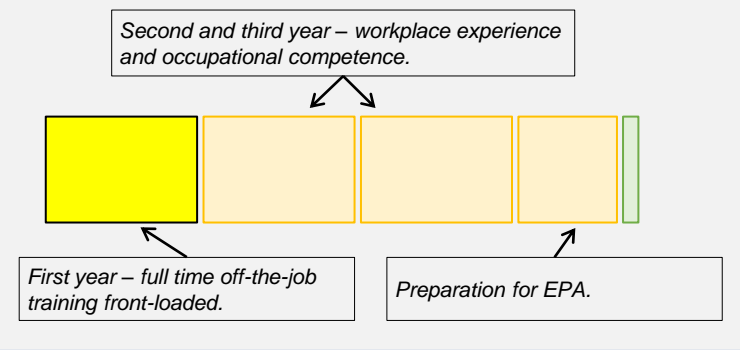 Second and third year – workplace experience
and occupational competence.
First year – full time off-the-job
training front-loaded.
Preparation for EPA.